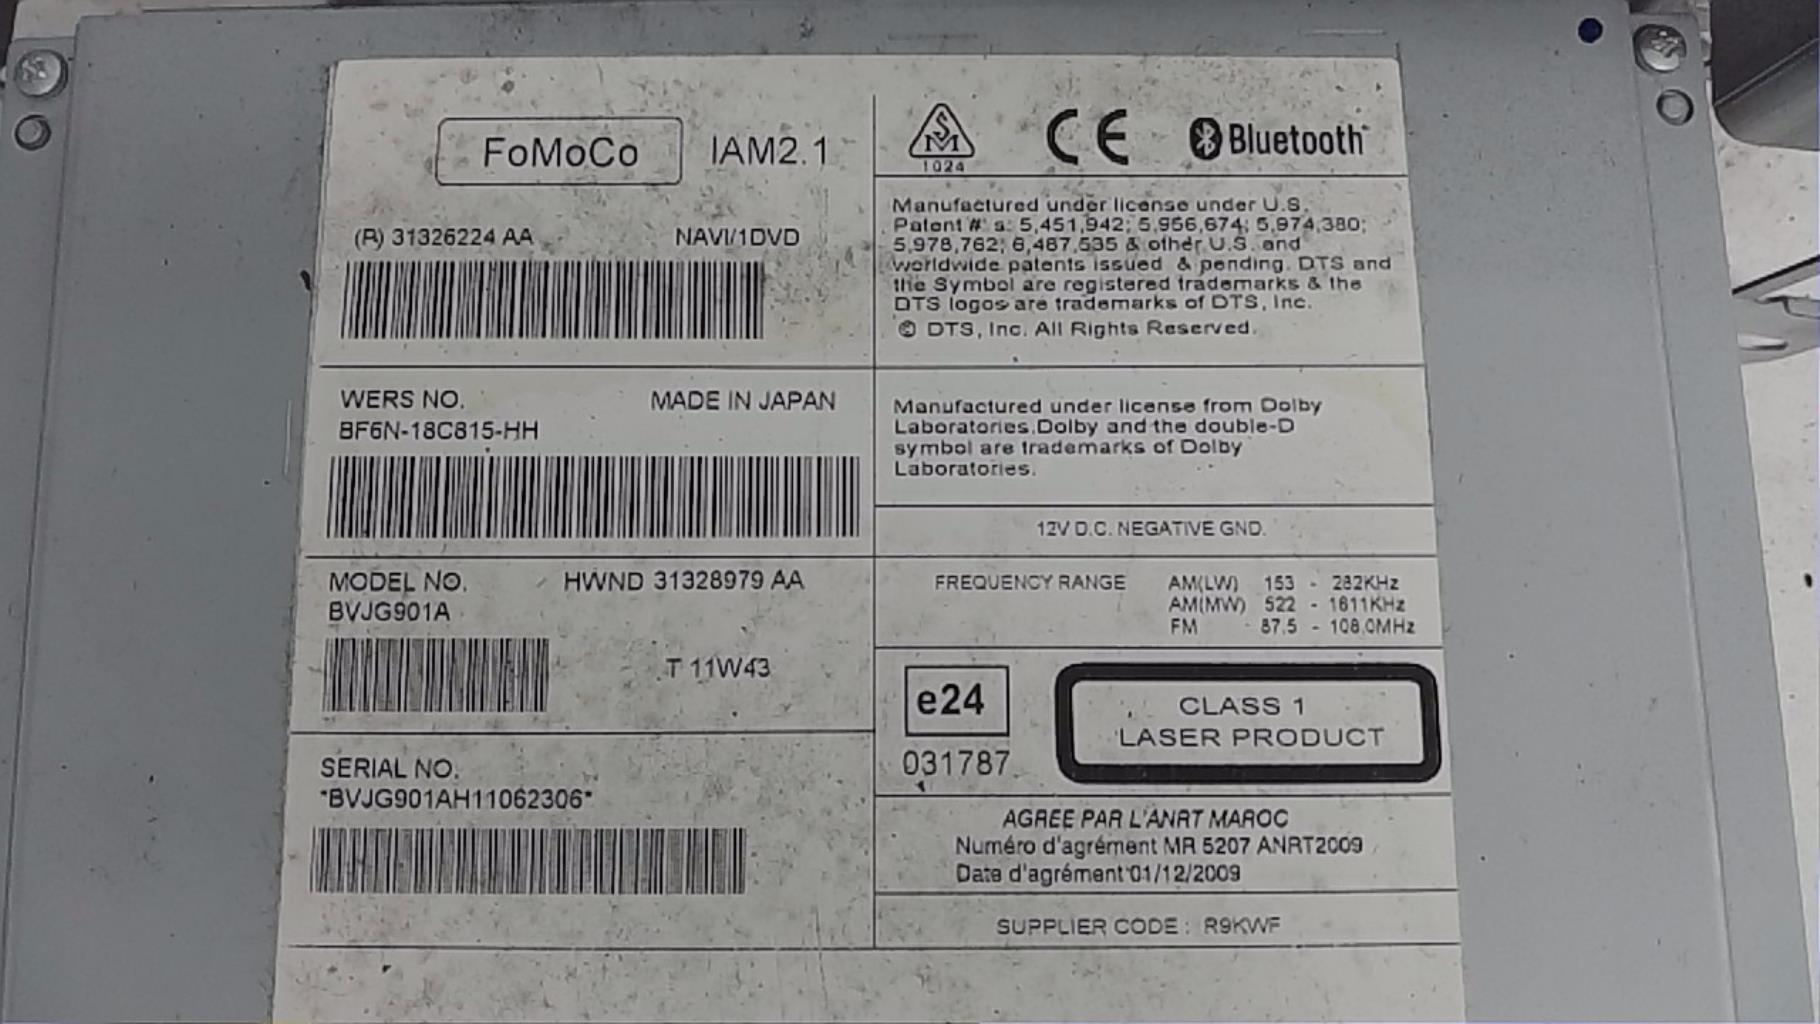 FoMoCo IAM2.1
(R) 31326224 AA NAVI/1DVD
WERS NO. MADE IN JAPAN
BF6N-18C815-HH
MODEL NO. HWND 31328979 AA
BVJG901A
T 11W43
SERIAL NO.
*BVJG901AH11062306*
SM
1024
CE Bluetooth
Manufactured under license under U.S.
Patent #' s: 5,451,942; 5,956,674; 5,974,380;
5,978,762; 6,487,535 & other U.S. and
worldwide patents issued & pending. DTS and
the Symbol are registered trademarks & the
DTS logos are trademarks of DTS, Inc.
© DTS, Inc. All Rights Reserved.
Manufactured under license from Dolby
Laboratories.Dolby and the double-D
symbol are trademarks of Dolby
Laboratories.
12V D.C. NEGATIVE GND.
FREQUENCY RANGE AM(LW) 153 - 282KHz
AM(MW) 522 - 1611KHz
FM 87.5 - 108.0MHz
e24
031787
CLASS 1
LASER PRODUCT
AGREE PAR L'ANRT MAROC
Numéro d'agrément MR 5207 ANRT2009
Date d'agrément 01/12/2009
SUPPLIER CODE : R9KWF